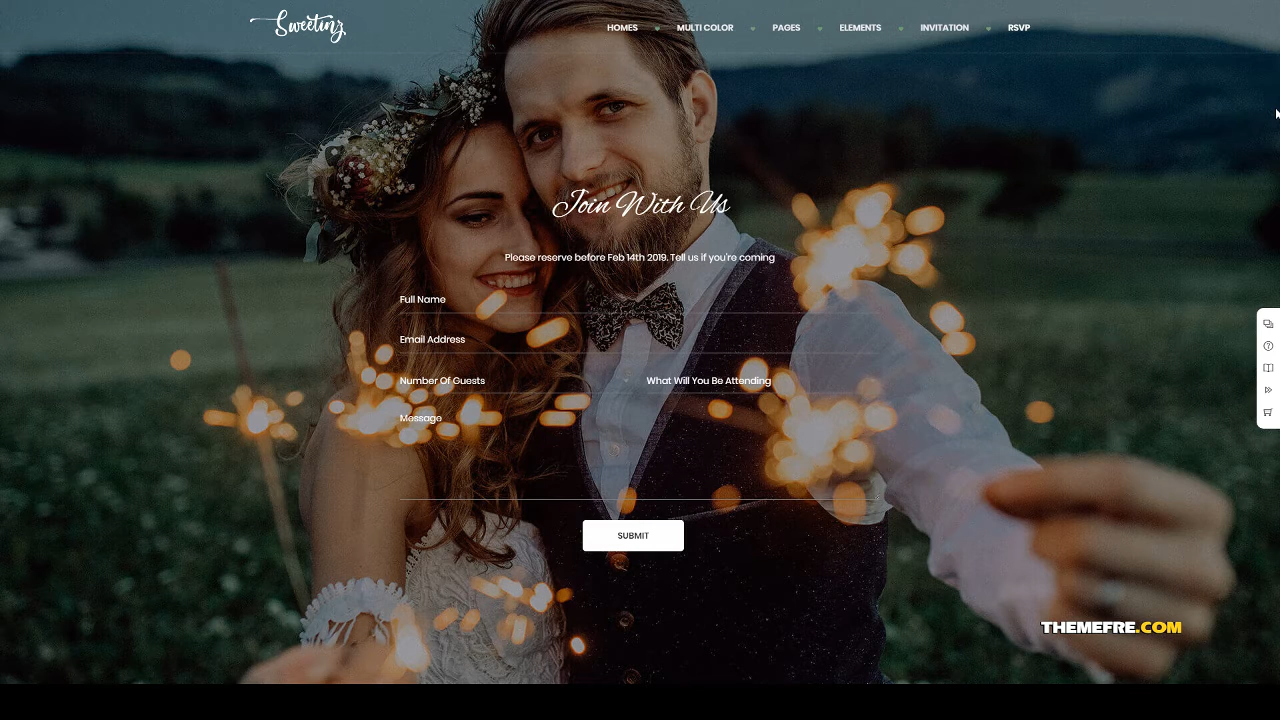 Sweeting
HOMES MULTI COLOR PAGES ELEMENTS INVITATION RSVP
Join With Us
Please reserve before Feb 14th 2019. Tell us if you're coming
Full Name
Email Address
Number Of Guests What Will You Be Attending
Message
SUBMIT
THEMEFRE.COM